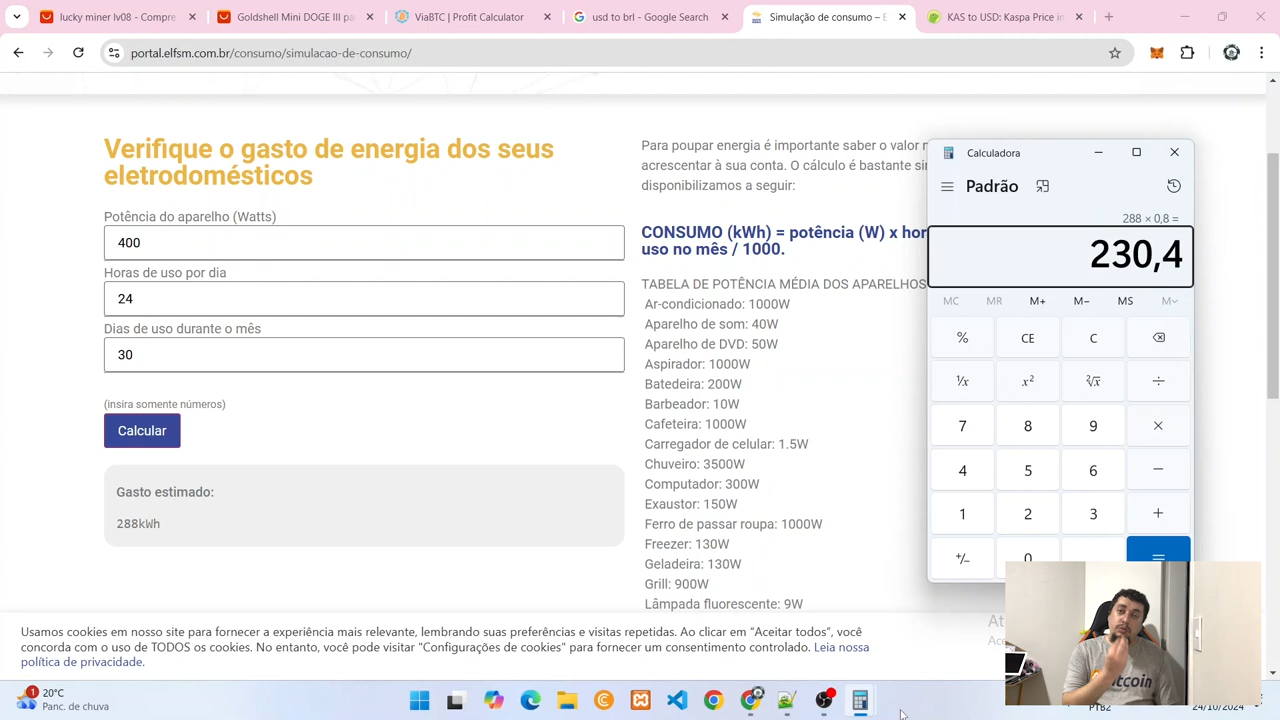 lucky miner lv08 - Compre
Goldshell Mini DOGE III pa
ViaBTC | Profit Calculator
usd to brl - Google Search
Simulação de consumo – E
KAS to USD: Kaspa Price in
portal.elfsm.com.br/consumo/simulacao-de-consumo/
Verifique o gasto de energia dos seus
eletrodomésticos
Potência do aparelho (Watts)
400
Horas de uso por dia
24
Dias de uso durante o mês
30
(insira somente números)
Calcular
Gasto estimado:
288kWh
Para poupar energia é importante saber o valor
acrescentar à sua conta. O cálculo é bastante
disponibilizamos a seguir:
CONSUMO (kWh) = potência (W) x hor
uso no mês / 1000.
TABELA DE POTÊNCIA MÉDIA DOS APARELHOS
Ar-condicionado: 1000W
Aparelho de som: 40W
Aparelho de DVD: 50W
Aspirador: 1000W
Batedeira: 200W
Barbeador: 10W
Cafeteira: 1000W
Carregador de celular: 1.5W
Chuveiro: 3500W
Computador: 300W
Exaustor: 150W
Ferro de passar roupa: 1000W
Freezer: 130W
Geladeira: 130W
Grill: 900W
Lâmpada fluorescente: 9W
Calculadora
Padrão
288 × 0,8 =
230,4
MC MR M+ M− MS M
% CE C
¹/x x² ²√x ÷
7 8 9 ×
4 5 6 −
1 2 3 +
+/− 0 =
Usamos cookies em nosso site para fornecer a experiência mais relevante, lembrando suas preferências e visitas repetidas. Ao clicar em “Aceitar todos”, você
concorda com o uso de TODOS os cookies. No entanto, você pode visitar "Configurações de cookies" para fornecer um consentimento controlado. Leia nossa
política de privacidade.
1
20°C
Panc. de chuva
PTB2
24/10/2024